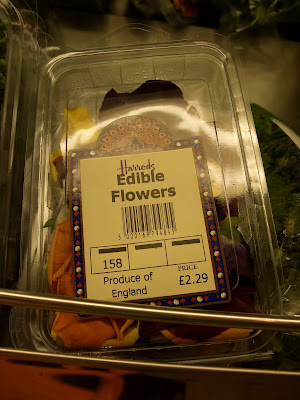 Harrods
Edible
Flowers
158
PRICE
Produce of
England
£2.29